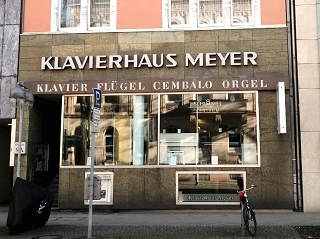 KLAVIERHAUS MEYER
KLAVIER FLÜGEL CEMBALO ORGEL